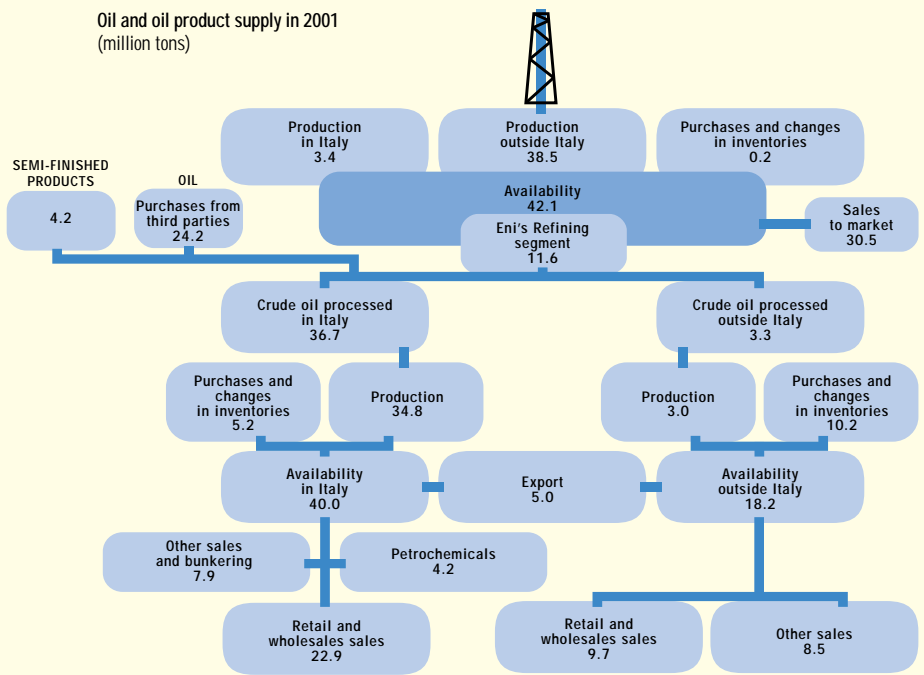 Oil and oil product supply in 2001
(million tons)
Production
in Italy
3.4
Production
outside Italy
38.5
Purchases and changes
in inventories
0.2
SEMI-FINISHED
PRODUCTS
4.2
OIL
Purchases from
third parties
24.2
Availability
42.1
Sales
to market
30.5
Eni's Refining
segment
11.6
Crude oil processed
in Italy
36.7
Crude oil processed
outside Italy
3.3
Purchases and
changes
in inventories
5.2
Production
34.8
Production
3.0
Purchases and
changes
in inventories
10.2
Availability
in Italy
40.0
Export
5.0
Availability
outside Italy
18.2
Other sales
and bunkering
7.9
Petrochemicals
4.2
Retail and
wholesales sales
22.9
Retail and
wholesales sales
9.7
Other sales
8.5